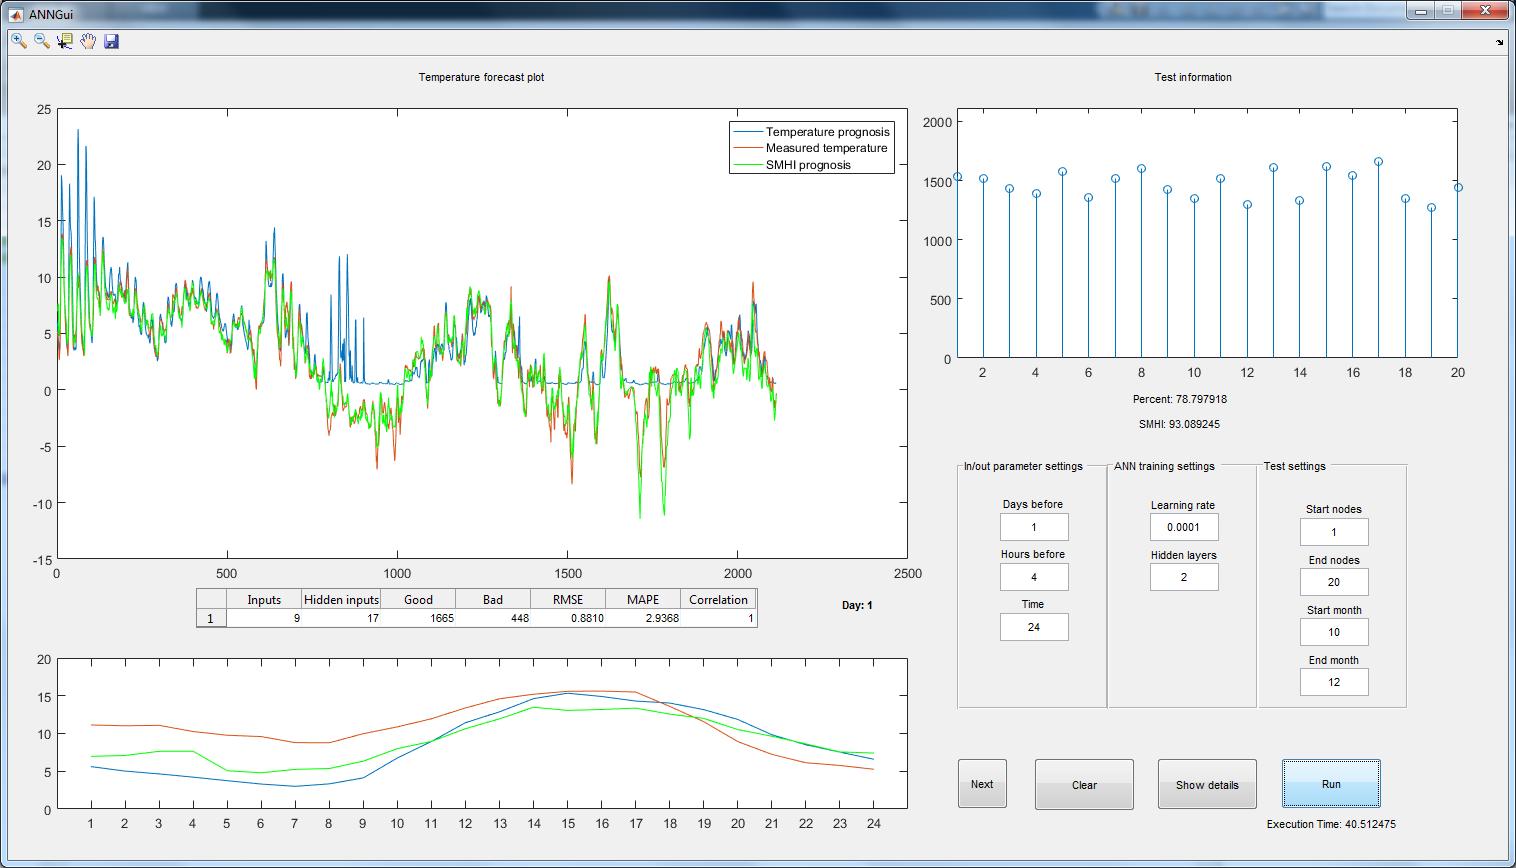 ANNGui
Temperature forecast plot
Test information
25
20
15
10
5
0
-5
-10
-15
0 500 1000 1500 2000 2500
Temperature prognosis
Measured temperature
SMHI prognosis
2000
1500
1000
500
0
2 4 6 8 10 12 14 16 18 20
Percent: 78.797918
SMHI: 93.089245
Inputs Hidden inputs Good Bad RMSE MAPE Correlation
1 9 17 1665 448 0.8810 2.9368 1
Day: 1
20
15
10
5
0
1 2 3 4 5 6 7 8 9 10 11 12 13 14 15 16 17 18 19 20 21 22 23 24
In/out parameter settings
Days before
1
Hours before
4
Time
24
ANN training settings
Learning rate
0.0001
Hidden layers
2
Test settings
Start nodes
1
End nodes
20
Start month
10
End month
12
Next
Clear
Show details
Run
Execution Time: 40.512475